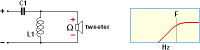 C1
+
+
Ω
tweeter
L1
-
-
F
Hz